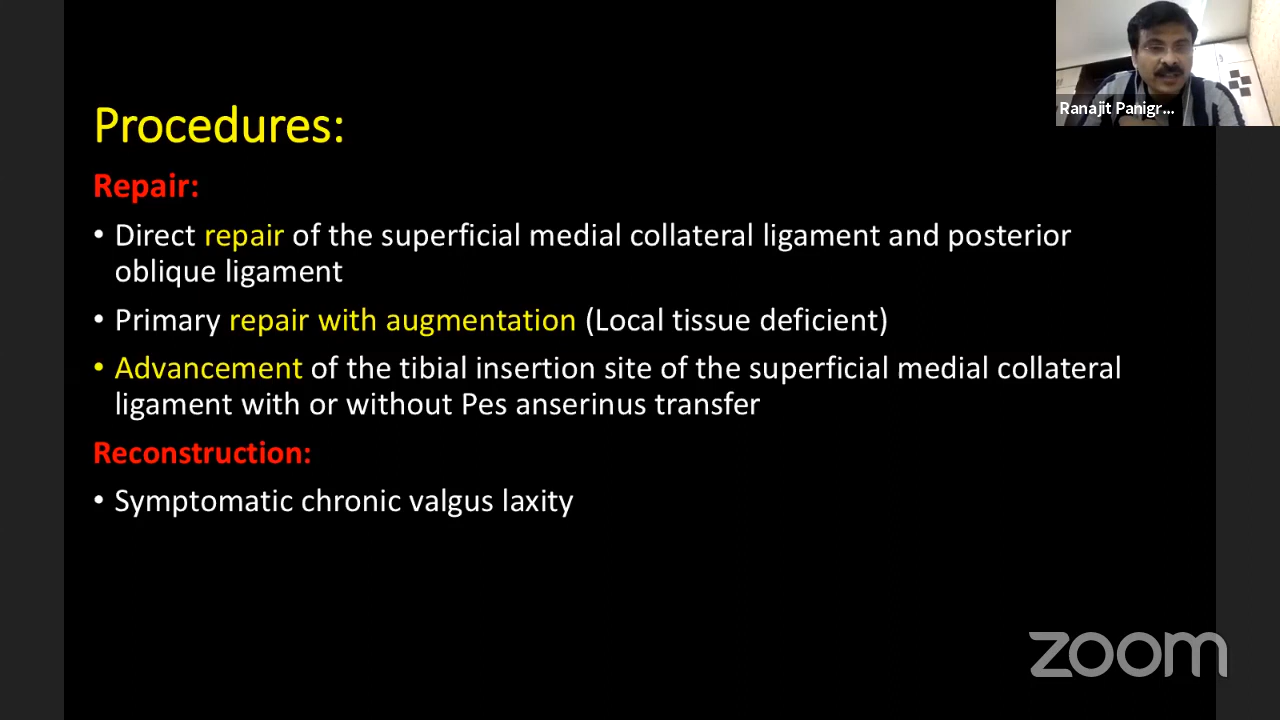 Procedures:
Repair:
• Direct repair of the superficial medial collateral ligament and posterior
oblique ligament
• Primary repair with augmentation (Local tissue deficient)
• Advancement of the tibial insertion site of the superficial medial collateral
ligament with or without Pes anserinus transfer
Reconstruction:
• Symptomatic chronic valgus laxity
Ranajit Panigr...
zoom